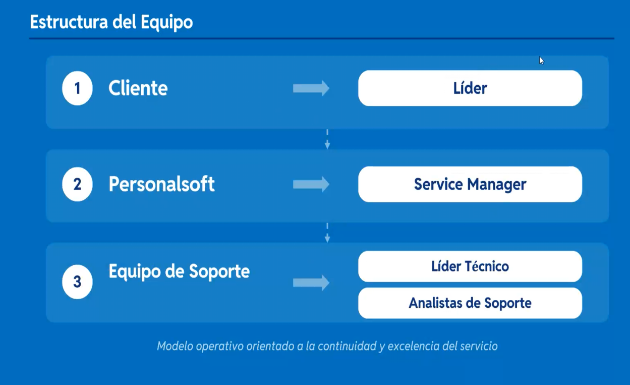 Estructura del Equipo
1 Cliente Líder
2 Personalsoft Service Manager
3 Equipo de Soporte Líder Técnico
Analistas de Soporte
Modelo operativo orientado a la continuidad y excelencia del servicio